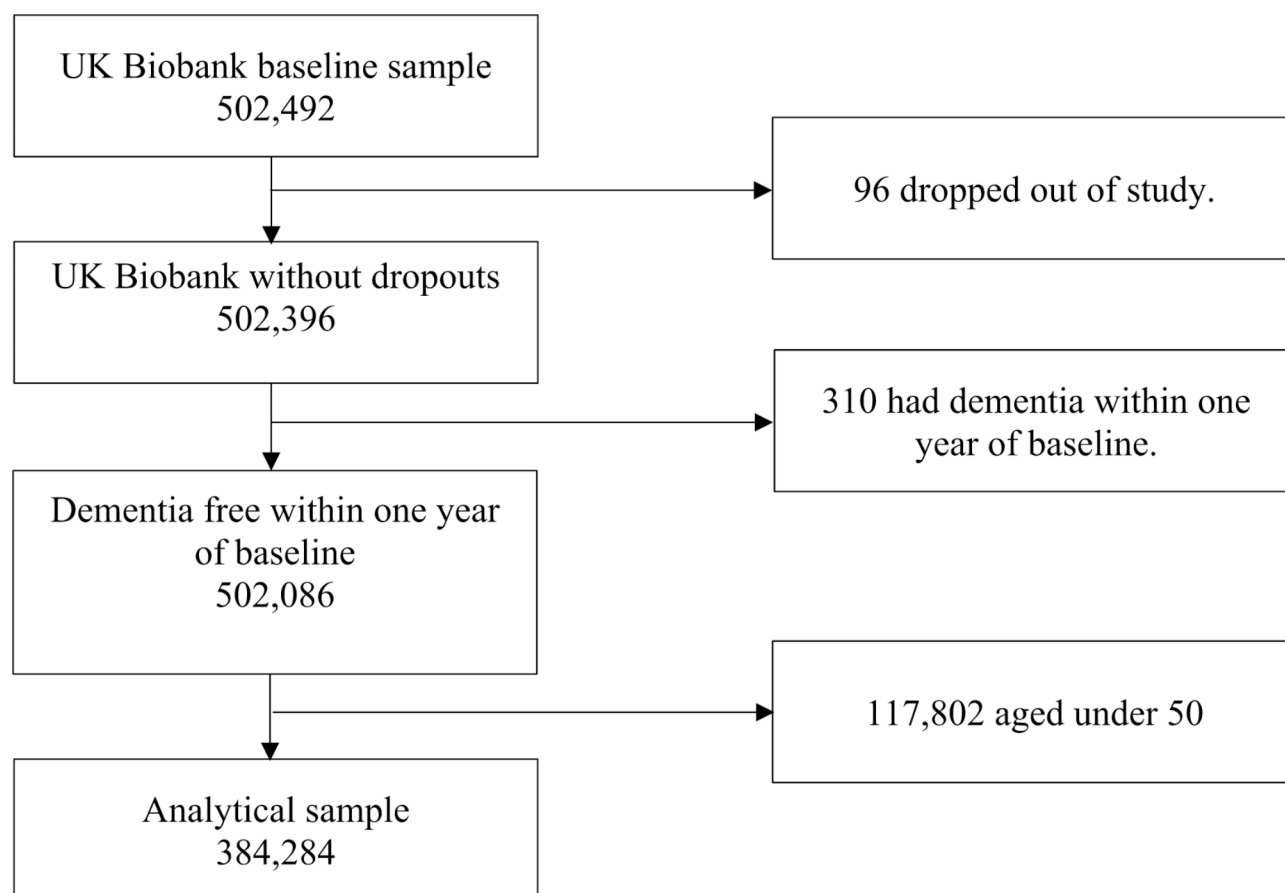 UK Biobank baseline sample
502,492
96 dropped out of study.
UK Biobank without dropouts
502,396
310 had dementia within one
year of baseline.
Dementia free within one year
of baseline
502,086
117,802 aged under 50
Analytical sample
384,284